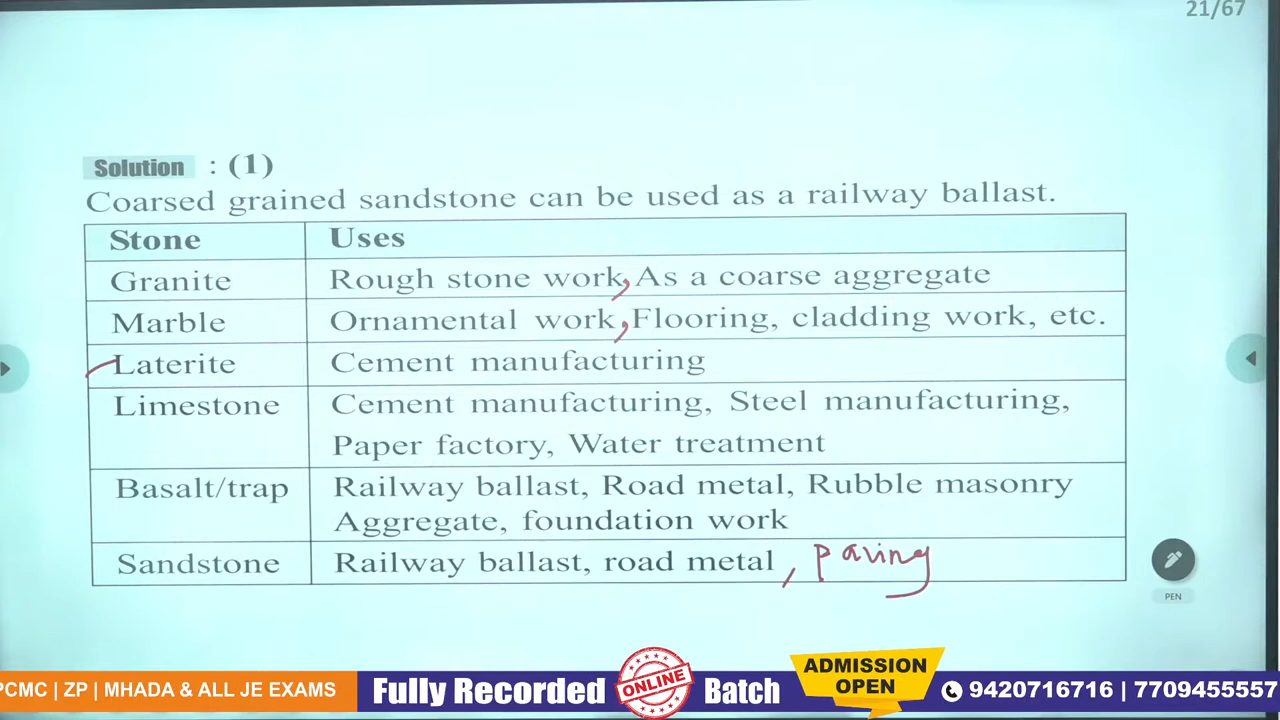 21/67
Solution : (1)
Coarsed grained sandstone can be used as a railway ballast.
Stone Uses
Granite Rough stone work, As a coarse aggregate
Marble Ornamental work, Flooring, cladding work, etc.
Laterite Cement manufacturing
Limestone Cement manufacturing, Steel manufacturing,
Paper factory, Water treatment
Basalt/trap Railway ballast, Road metal, Rubble masonry
Aggregate, foundation work
Sandstone Railway ballast, road metal, paving
PEN
PCMC | ZP | MHADA & ALL JE EXAMS
Fully Recorded ONLINE Batch
ADMISSION
OPEN
9420716716 | 7709455557